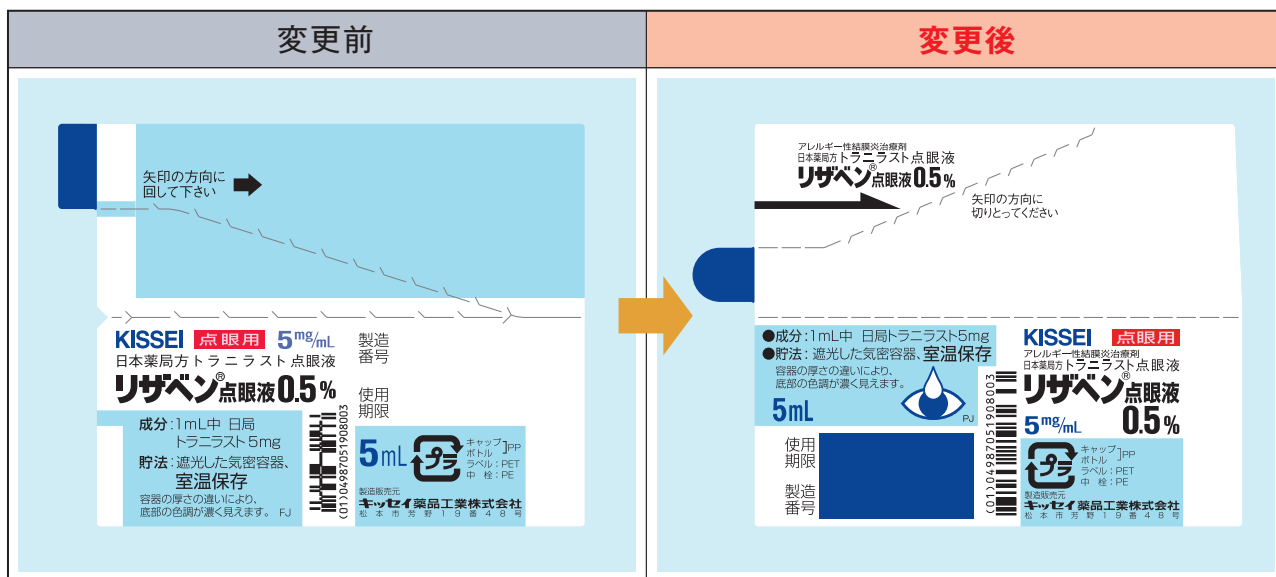 変更前
矢印の方向に
回して下さい
KISSEI 点眼用 5mg/mL
日本薬局方トラニラスト点眼液
リザベン®点眼液0.5%
製造
番号
使用
期限
成分:1mL中 日局
トラニラスト5mg
貯法:遮光した気密容器、
室温保存
容器の厚さの違いにより、
底部の色調が濃く見えます。 PJ
(01)04987051908003
5mL
プラ
キャップ
ボトル ]PP
ラベル:PET
中 栓:PE
製造販売元
キッセイ薬品工業株式会社
松本市芳野19番48号
変更後
アレルギー性結膜炎治療剤
日本薬局方トラニラスト点眼液
リザベン®点眼液0.5%
矢印の方向に
切りとってください
●成分:1mL中 日局トラニラスト5mg
●貯法:遮光した気密容器、室温保存
容器の厚さの違いにより、
底部の色調が濃く見えます。
5mL
PJ
使用
期限
製造
番号
(01)04987051908003
KISSEI 点眼用
アレルギー性結膜炎治療剤
日本薬局方トラニラスト点眼液
リザベン®点眼液
5mg/mL 0.5%
プラ
キャップ
ボトル ]PP
ラベル:PET
中 栓:PE
製造販売元
キッセイ薬品工業株式会社
松本市芳野19番48号